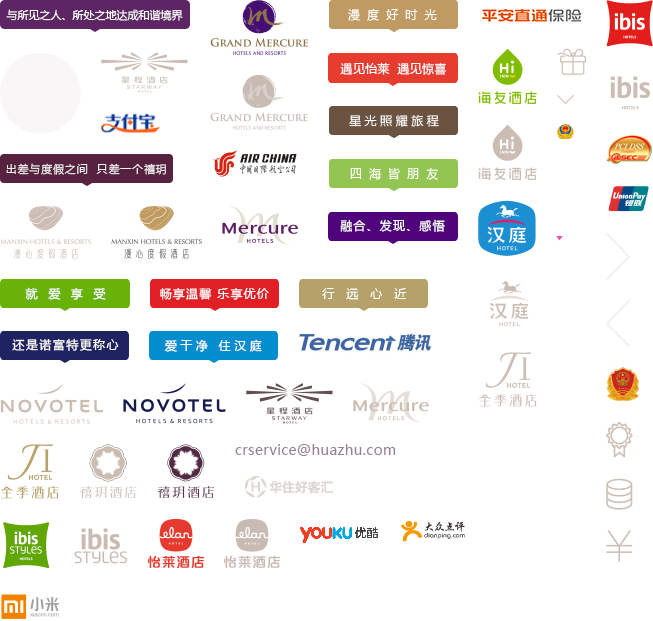 与所见之人、所处之地达成和谐境界
GRAND MERCURE
HOTELS AND RESORTS
漫度好时光
平安直通保险
ibis
HOTELS
星程酒店
STARWAY
HOTEL
遇见怡莱 遇见惊喜
Hi
INN
海友酒店
ibis
HOTELS
支付宝
GRAND MERCURE
HOTELS AND RESORTS
星光照耀旅程
Hi
INN
海友酒店
PCI.DSS
出差与度假之间 只差一个禧玥
AIR CHINA
中国国际航空公司
四海皆朋友
UnionPay
银联
MANXIN HOTELS & RESORTS
漫心度假酒店
MANXIN HOTELS & RESORTS
漫心度假酒店
Mercure
HOTELS
融合、发现、感悟
汉庭
HOTEL
就爱享受
畅享温馨 乐享优价
行远心近
汉庭
HOTEL
还是诺富特更称心
爱干净 住汉庭
Tencent 腾讯
HOTEL
全季酒店
NOVOTEL
HOTELS & RESORTS
NOVOTEL
HOTELS & RESORTS
星程酒店
STARWAY
HOTEL
Mercure
HOTELS
crservice@huazhu.com
HOTEL
全季酒店
禧玥酒店
禧玥酒店
华住好客汇
ibis
STYLES
HOTELS
ibis
STYLES
elan
HOTEL
怡莱酒店
elan
HOTEL
怡莱酒店
YOUKU 优酷
大众点评
dianping.com
mi
小米
xiaomi.com